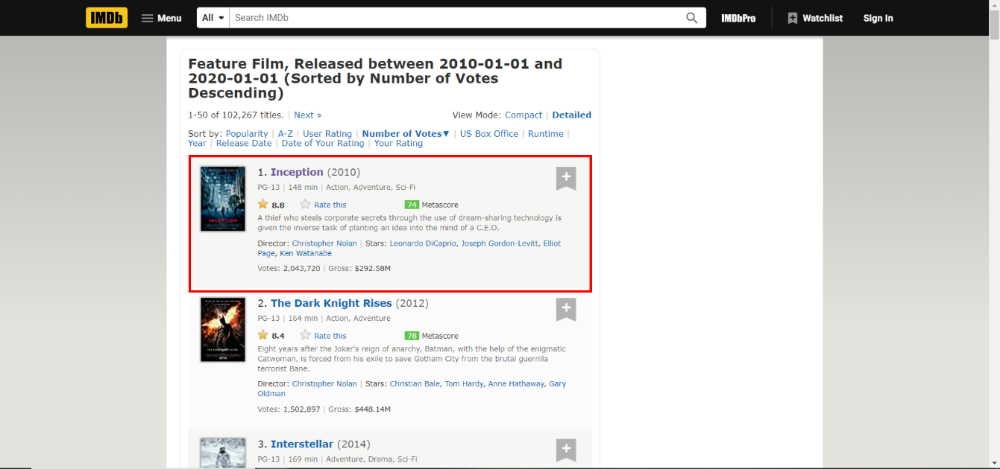 IMDb Menu All Search IMDb IMDbPro Watchlist Sign In
Feature Film, Released between 2010-01-01 and
2020-01-01 (Sorted by Number of Votes
Descending)
1-50 of 102,267 titles. | Next » View Mode: Compact | Detailed
Sort by: Popularity | A-Z | User Rating | Number of Votes▼ | US Box Office | Runtime |
Year | Release Date | Date of Your Rating | Your Rating
1. Inception (2010)
PG-13 | 148 min | Action, Adventure, Sci-Fi
8.8 Rate this 74 Metascore
A thief who steals corporate secrets through the use of dream-sharing technology is
given the inverse task of planting an idea into the mind of a C.E.O.
Director: Christopher Nolan | Stars: Leonardo DiCaprio, Joseph Gordon-Levitt, Elliot
Page, Ken Watanabe
Votes: 2,043,720 | Gross: $292.58M
INCEPTION
2. The Dark Knight Rises (2012)
PG-13 | 164 min | Action, Adventure
8.4 Rate this 78 Metascore
Eight years after the Joker's reign of anarchy, Batman, with the help of the enigmatic
Catwoman, is forced from his exile to save Gotham City from the brutal guerrilla
terrorist Bane.
Director: Christopher Nolan | Stars: Christian Bale, Tom Hardy, Anne Hathaway, Gary
Oldman
Votes: 1,502,897 | Gross: $448.14M
3. Interstellar (2014)
PG-13 | 169 min | Adventure, Drama, Sci-Fi